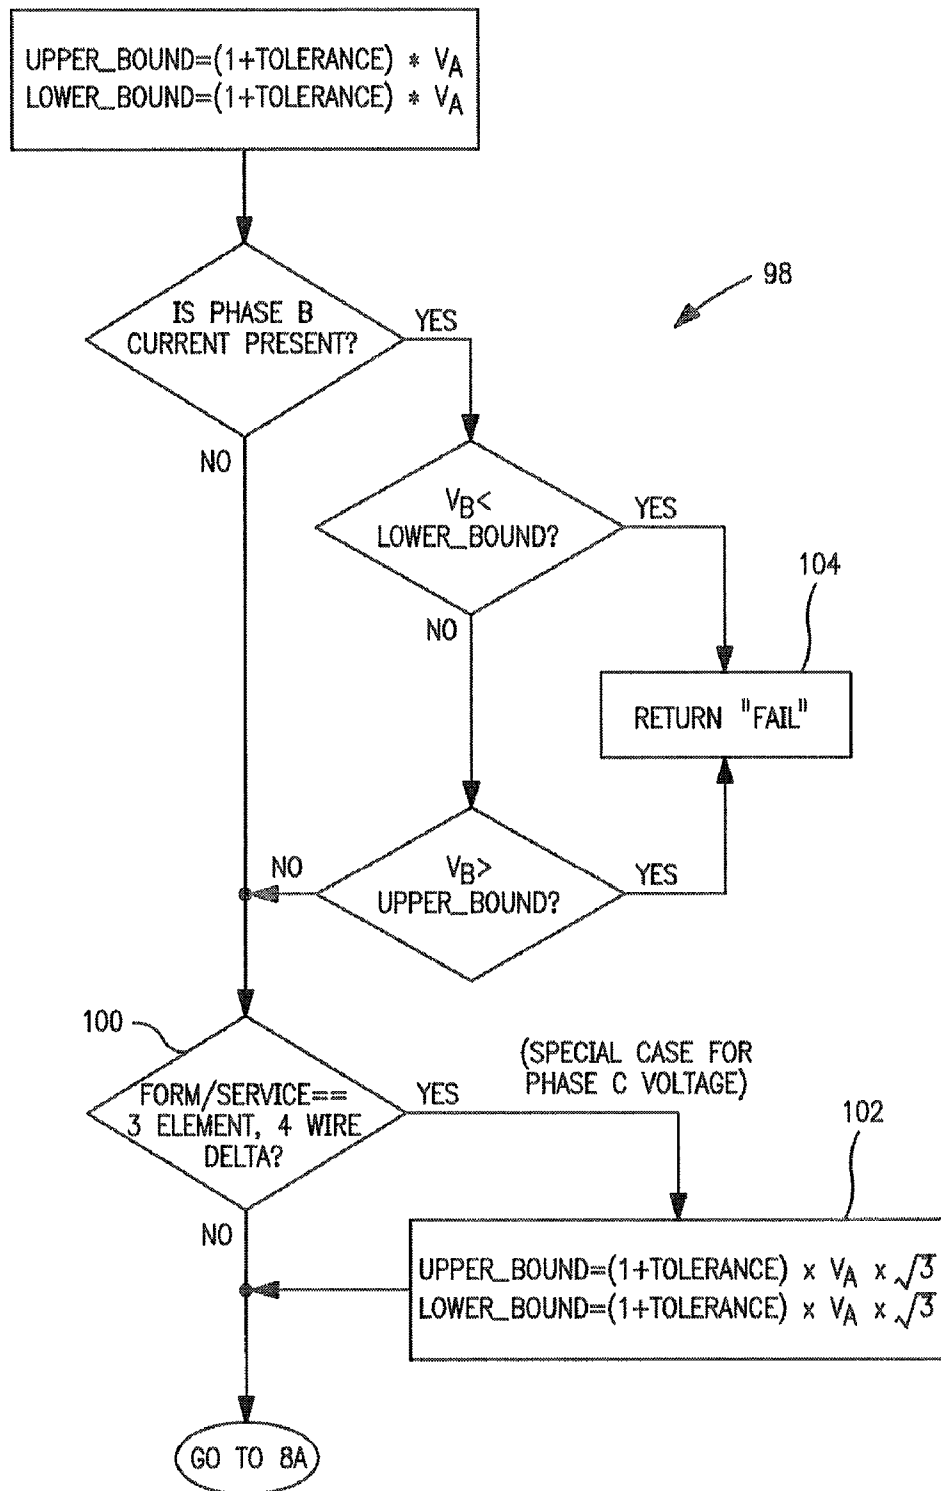 UPPER_BOUND=(1+TOLERANCE) * VA
LOWER_BOUND=(1+TOLERANCE) * VA
98
IS PHASE B
CURRENT PRESENT?
YES
NO
VB<
LOWER_BOUND?
YES
NO
104
RETURN "FAIL"
VB>
UPPER_BOUND?
NO
YES
100
FORM/SERVICE==
3 ELEMENT, 4 WIRE
DELTA?
YES
NO
(SPECIAL CASE FOR
PHASE C VOLTAGE)
102
UPPER_BOUND=(1+TOLERANCE) x VA x √3
LOWER_BOUND=(1+TOLERANCE) x VA x √3
GO TO 8A